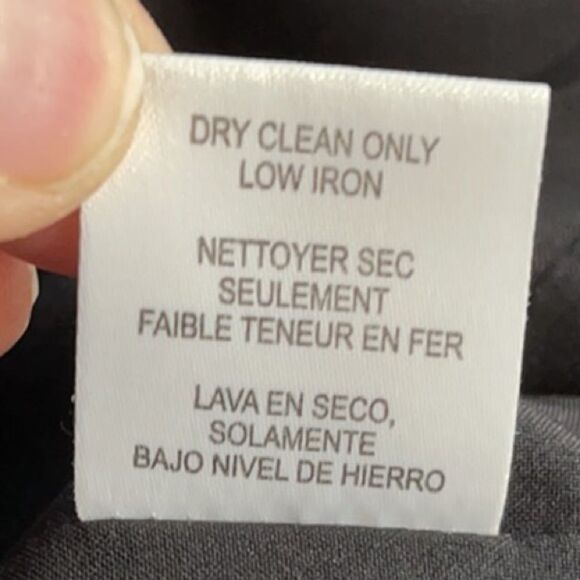 DRY CLEAN ONLY
LOW IRON
NETTOYER SEC
SEULEMENT
FAIBLE TENEUR EN FER
LAVA EN SECO,
SOLAMENTE
BAJO NIVEL DE HIERRO